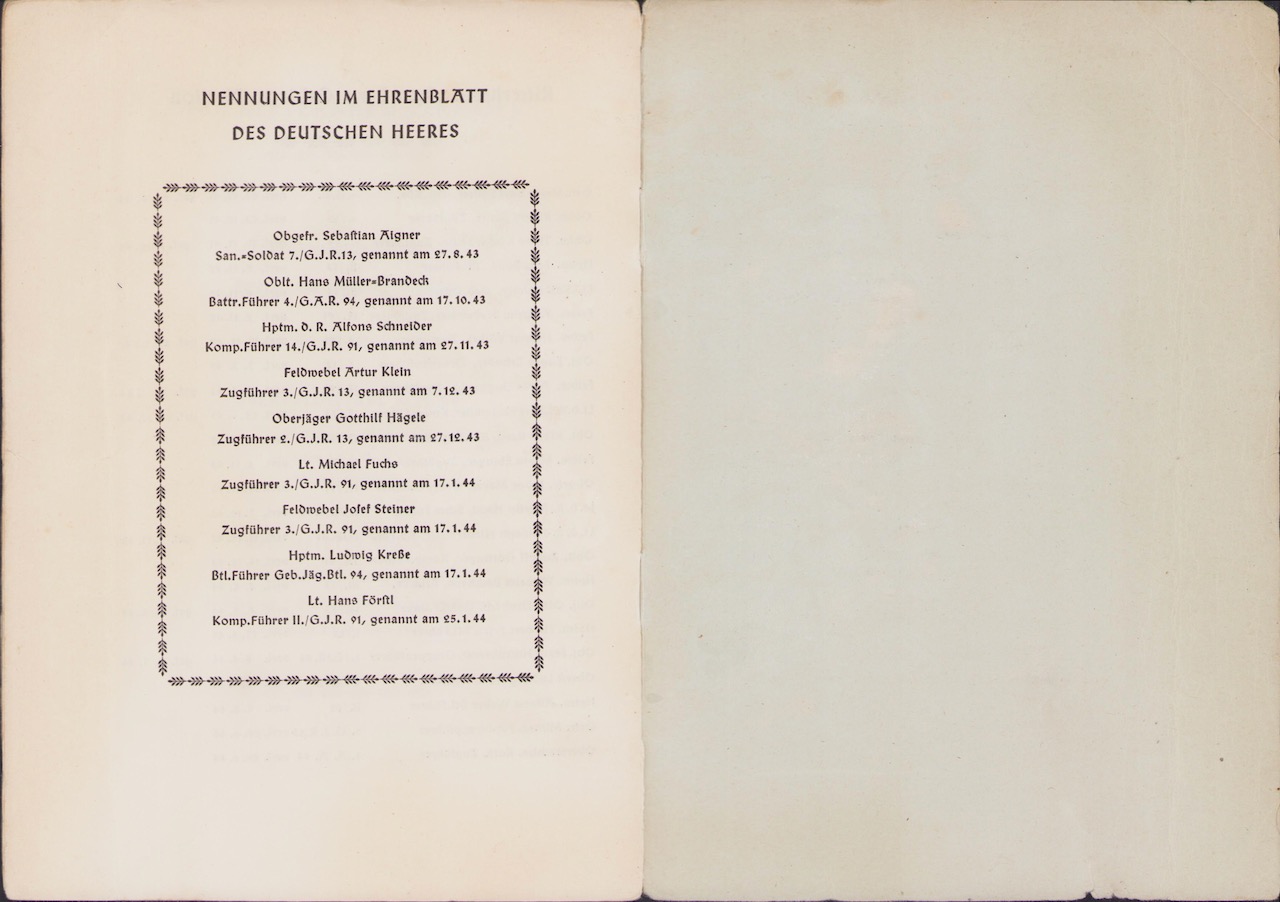 NENNUNGEN IM EHRENBLATT
DES DEUTSCHEN HEERES
Obgefr. Sebastian Aigner
San.=Soldat 7./G.J.R.13, genannt am 27.8.43
Oblt. Hans Müller=Brandeck
Battr.Führer 4./G.A.R. 94, genannt am 17.10.43
Hptm. d. R. Alfons Schneider
Komp.Führer 14./G.J.R. 91, genannt am 27.11.43
Feldwebel Artur Klein
Zugführer 3./G.J.R. 13, genannt am 7.12.43
Oberjäger Gotthilf Hägele
Zugführer 2./G.J.R. 13, genannt am 27.12.43
Lt. Michael Fuchs
Zugführer 3./G.J.R. 91, genannt am 17.1.44
Feldwebel Josef Steiner
Zugführer 3./G.J.R. 91, genannt am 17.1.44
Hptm. Ludwig Kreße
Btl.Führer Geb.Jäg.Btl. 94, genannt am 17.1.44
Lt. Hans Förstl
Komp.Führer II./G.J.R. 91, genannt am 25.1.44